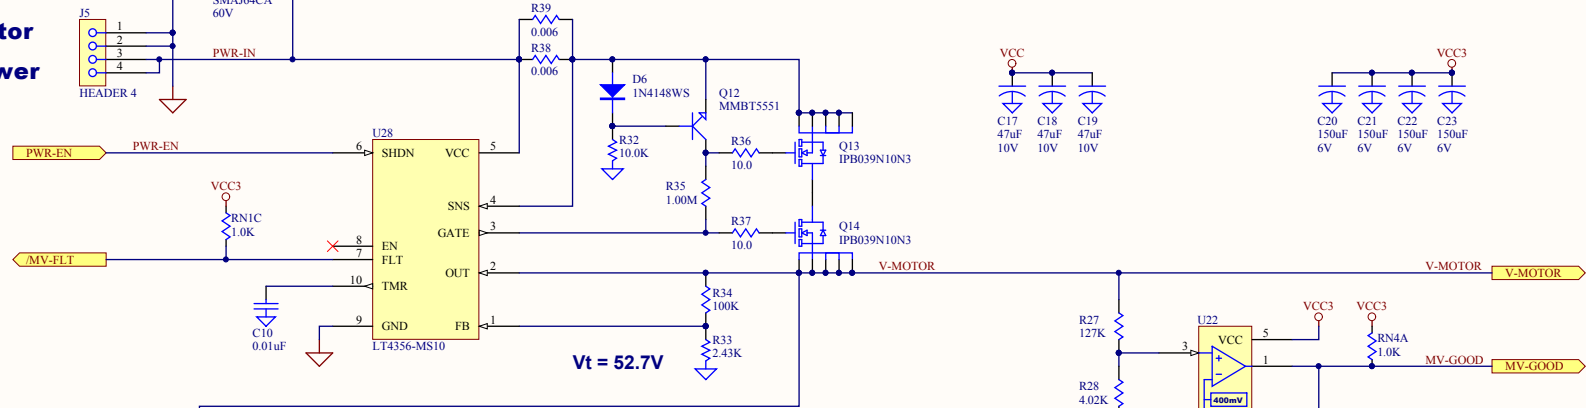 tor
wer
J5
1
2
3
4
HEADER 4
60V
PWR-IN
R39
0.006
R38
0.006
D6
1N4148WS
Q12
MMBT5551
R32
10.0K
R36
10.0
Q13
IPB039N10N3
R35
1.00M
R37
10.0
Q14
IPB039N10N3
VCC
C17
47uF
10V
C18
47uF
10V
C19
47uF
10V
VCC3
C20
150uF
6V
C21
150uF
6V
C22
150uF
6V
C23
150uF
6V
PWR-EN
PWR-EN
U28
6
SHDN
VCC
5
SNS
4
GATE
3
8
EN
7
FLT
OUT
2
10
TMR
9
GND
FB
1
LT4356-MS10
VCC3
RN1C
1.0K
/MV-FLT
C10
0.01uF
R34
100K
R33
2.43K
Vt = 52.7V
V-MOTOR
V-MOTOR
V-MOTOR
R27
127K
R28
4.02K
U22
VCC
5
3
1
+
−
400mV
VCC3
VCC3
RN4A
1.0K
MV-GOOD
MV-GOOD